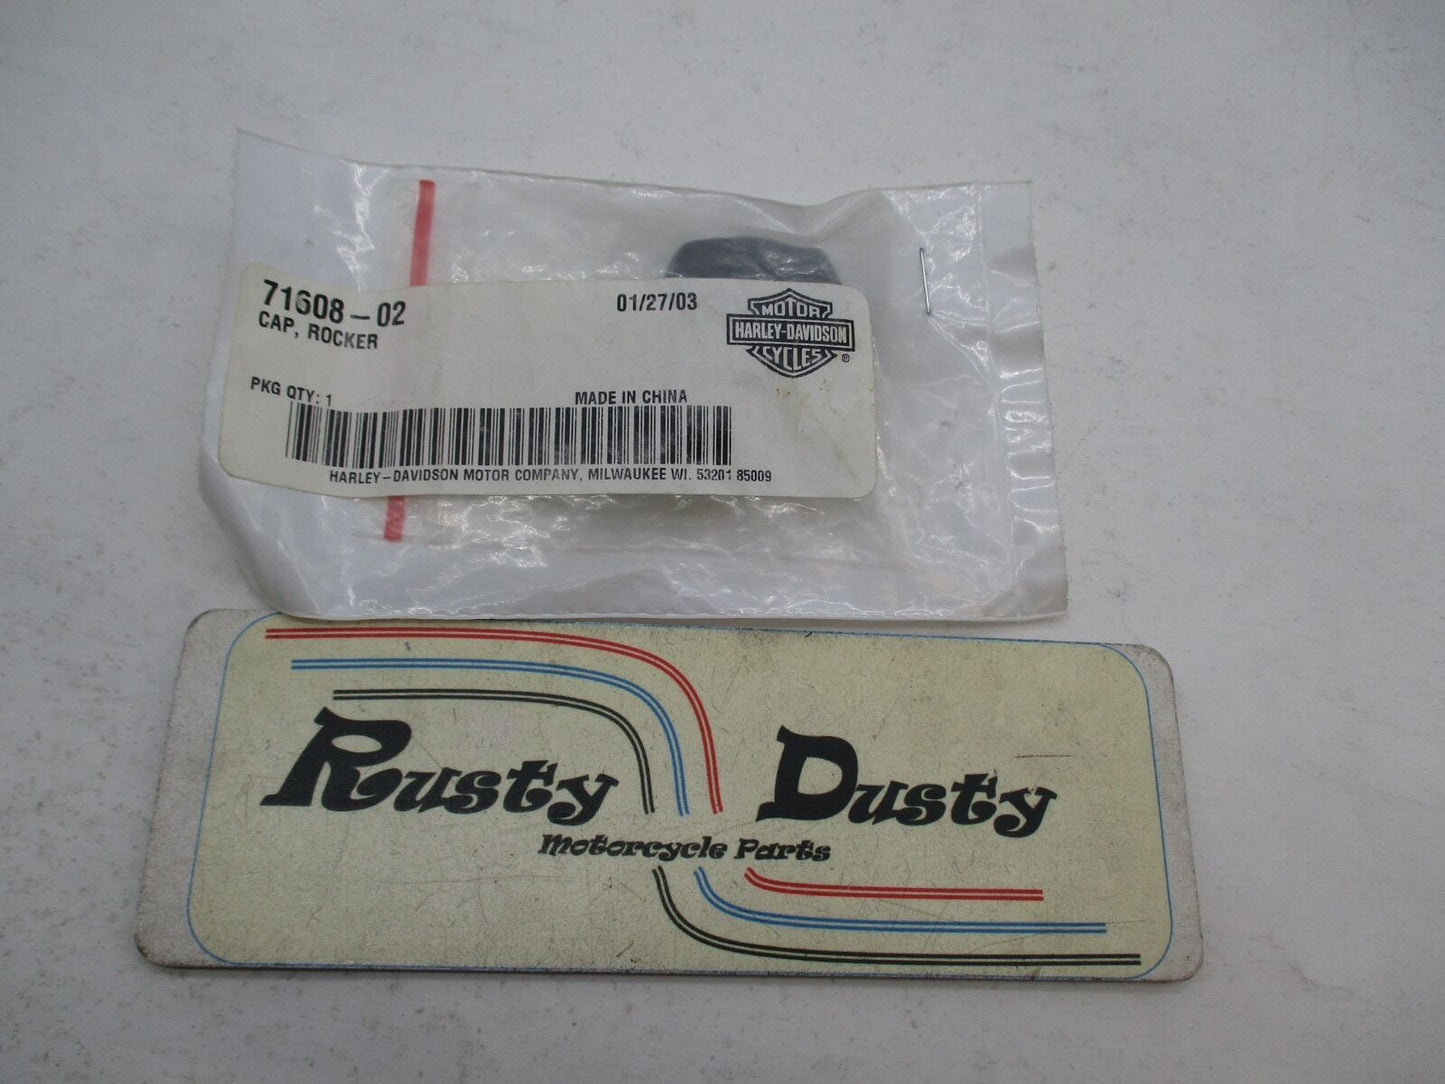 71608-02
CAP, ROCKER
01/27/03
MOTOR
HARLEY-DAVIDSON
CYCLES ®
PKG QTY: 1
MADE IN CHINA
HARLEY-DAVIDSON MOTOR COMPANY, MILWAUKEE WI. 53201 85009
Rusty Dusty
Motorcycle Parts